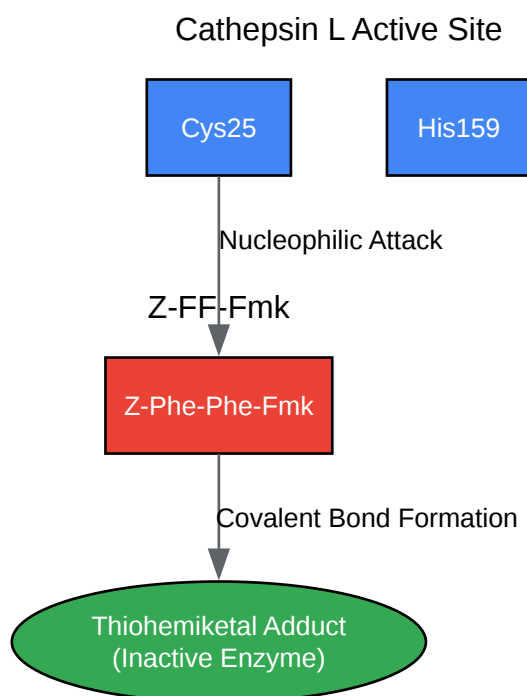 Cathepsin L Active Site
Cys25
His159
Nucleophilic Attack
Z-FF-Fmk
Z-Phe-Phe-Fmk
Covalent Bond Formation
Thiohemiketal Adduct
(Inactive Enzyme)